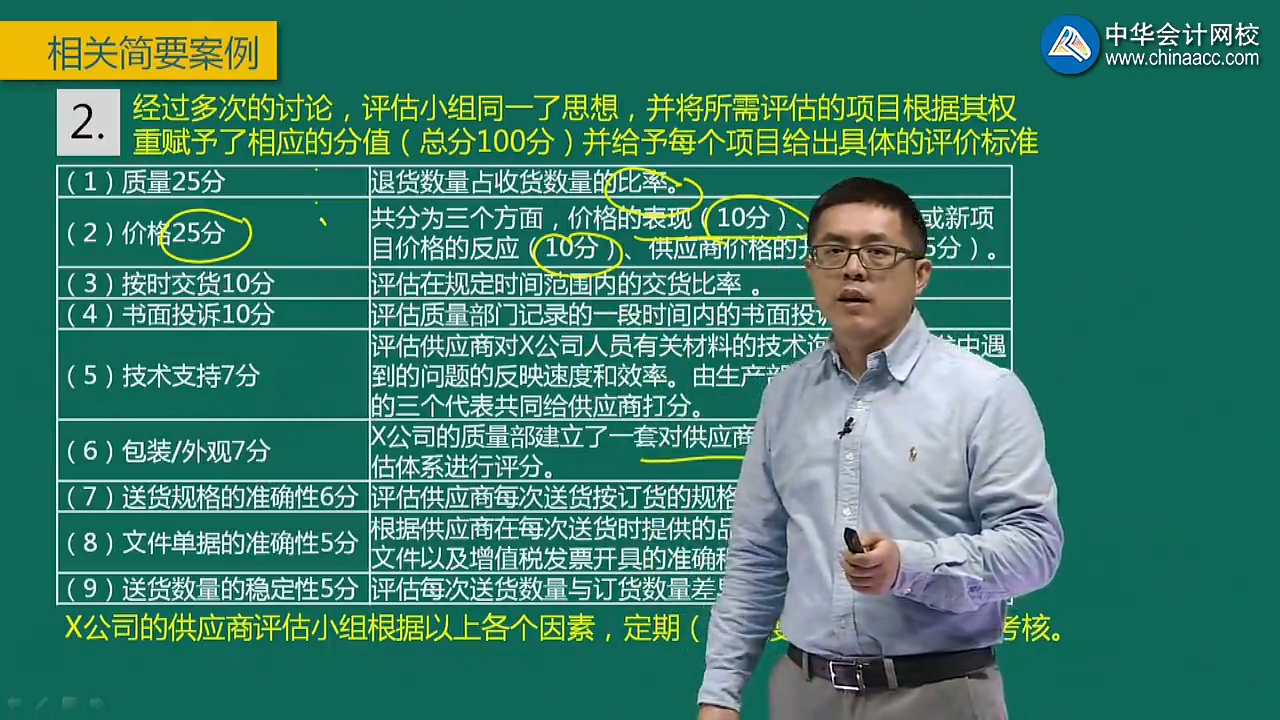 相关简要案例
中华会计网校
www.chinaacc.com
2.
经过多次的讨论，评估小组同一了思想，并将所需评估的项目根据其权
重赋予了相应的分值（总分100分）并给予每个项目给出具体的评价标准
（1）质量25分
退货数量占收货数量的比率。
（2）价格25分
共分为三个方面，价格的表现（10分）、 或新项
目价格的反应（10分）、供应商价格的 5分）。
（3）按时交货10分
评估在规定时间范围内的交货比率 。
（4）书面投诉10分
评估质量部门记录的一段时间内的书面投诉
（5）技术支持7分
评估供应商对X公司人员有关材料的技术 中遇
到的问题的反映速度和效率。由生产部
的三个代表共同给供应商打分。
（6）包装/外观7分
X公司的质量部建立了一套对供应商
估体系进行评分。
（7）送货规格的准确性6分
评估供应商每次送货按订货的规格
（8）文件单据的准确性5分
根据供应商在每次送货时提供的品
文件以及增值税发票开具的准确
（9）送货数量的稳定性5分
评估每次送货数量与订货数量差
X公司的供应商评估小组根据以上各个因素，定期（ 考核。